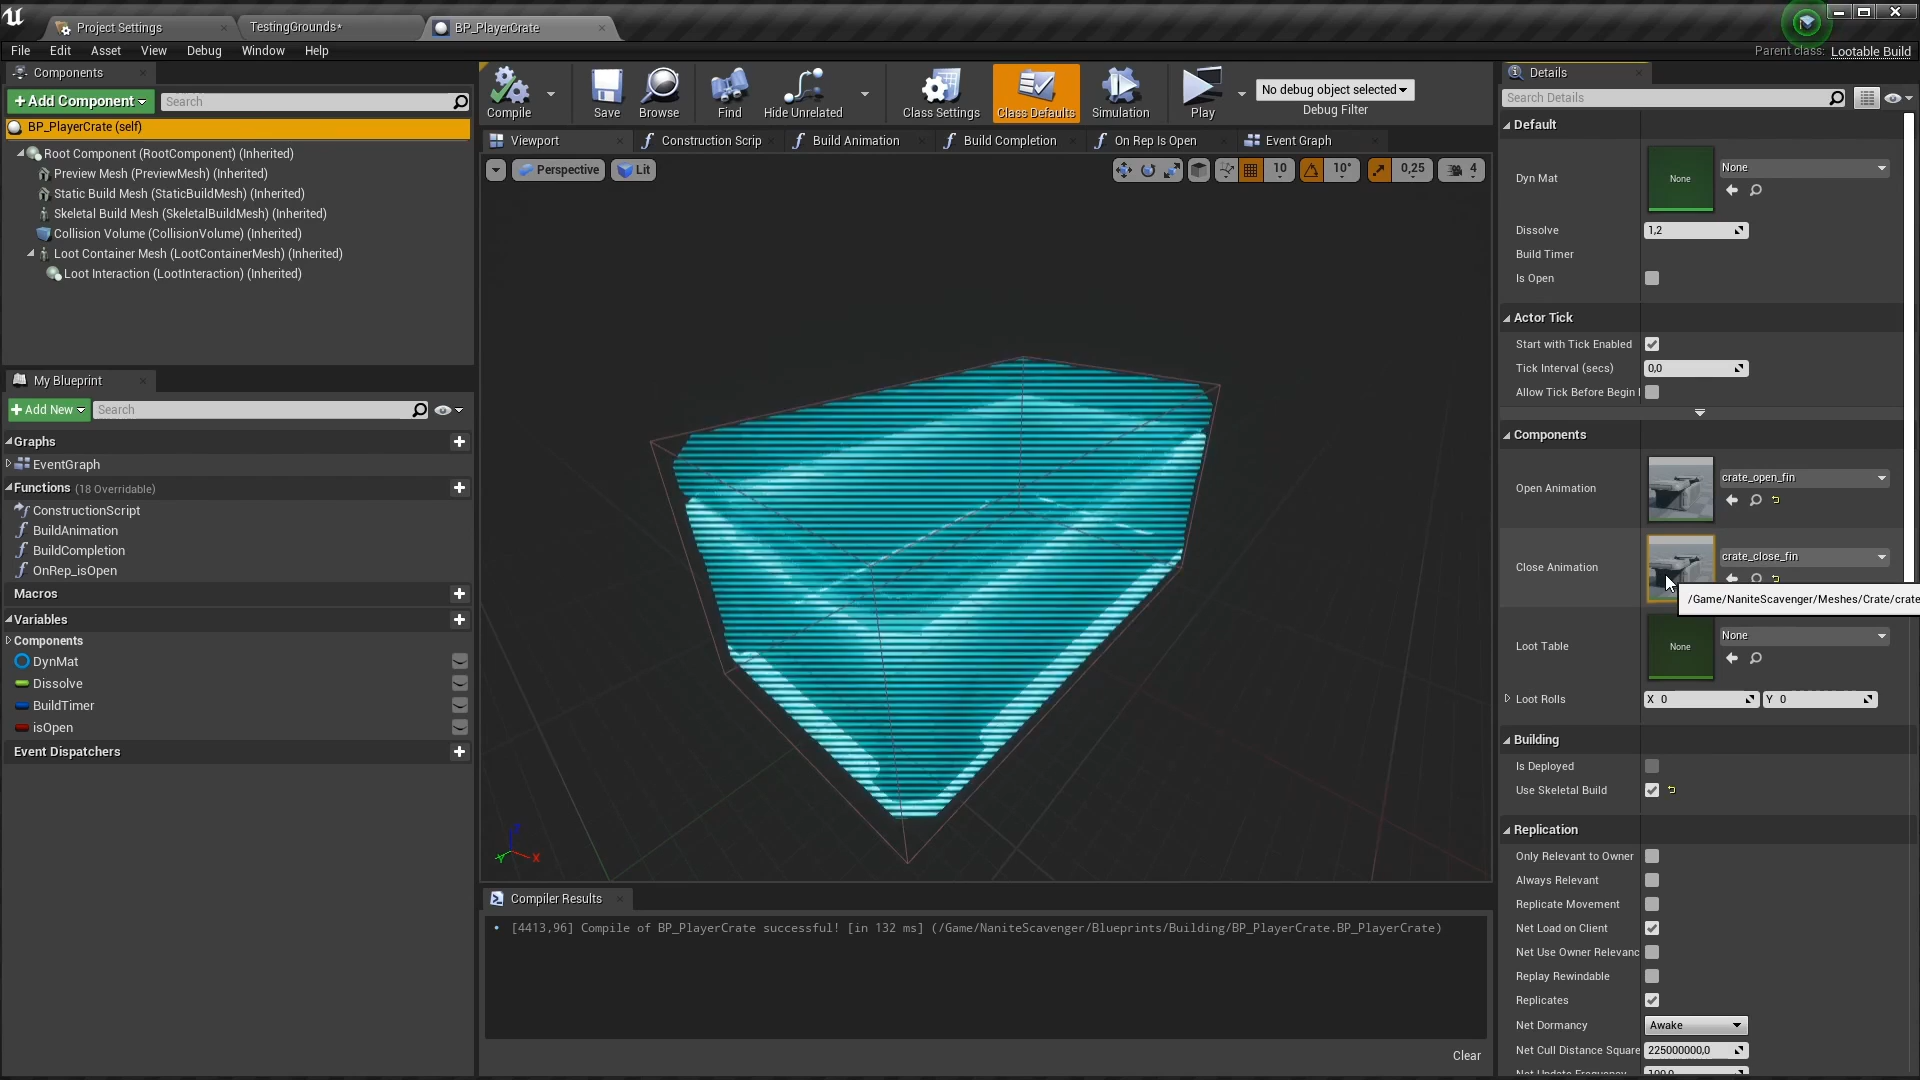 Project Settings
TestingGrounds*
BP_PlayerCrate
File Edit Asset View Debug Window Help
Parent class: Lootable Build
Components
+Add Component
Search
BP_PlayerCrate (self)
Root Component (RootComponent) (Inherited)
Preview Mesh (PreviewMesh) (Inherited)
Static Build Mesh (StaticBuildMesh) (Inherited)
Skeletal Build Mesh (SkeletalBuildMesh) (Inherited)
Collision Volume (CollisionVolume) (Inherited)
Loot Container Mesh (LootContainerMesh) (Inherited)
Loot Interaction (LootInteraction) (Inherited)
My Blueprint
+Add New
Search
Graphs
EventGraph
Functions (18 Overridable)
ConstructionScript
BuildAnimation
BuildCompletion
OnRep_isOpen
Macros
Variables
Components
DynMat
Dissolve
BuildTimer
isOpen
Event Dispatchers
Compile
Save
Browse
Find
Hide Unrelated
Class Settings
Class Defaults
Simulation
Play
No debug object selected
Debug Filter
Viewport
Construction Scrip
Build Animation
Build Completion
On Rep Is Open
Event Graph
Perspective
Lit
10
10°
0,25
4
Z
X
Y
Compiler Results
[4413,96] Compile of BP_PlayerCrate successful! [in 132 ms] (/Game/NaniteScavenger/Blueprints/Building/BP_PlayerCrate.BP_PlayerCrate)
Clear
Details
Search Details
Default
Dyn Mat
None
None
Dissolve
1,2
Build Timer
Is Open
Actor Tick
Start with Tick Enabled
Tick Interval (secs)
0,0
Allow Tick Before Begin
Components
Open Animation
crate_open_fin
Close Animation
crate_close_fin
/Game/NaniteScavenger/Meshes/Crate/crate
Loot Table
None
None
Loot Rolls
X 0
Y 0
Building
Is Deployed
Use Skeletal Build
Replication
Only Relevant to Owner
Always Relevant
Replicate Movement
Net Load on Client
Net Use Owner Relevanc
Replay Rewindable
Replicates
Net Dormancy
Awake
Net Cull Distance Square
225000000,0
Net Update Frequency
100,0